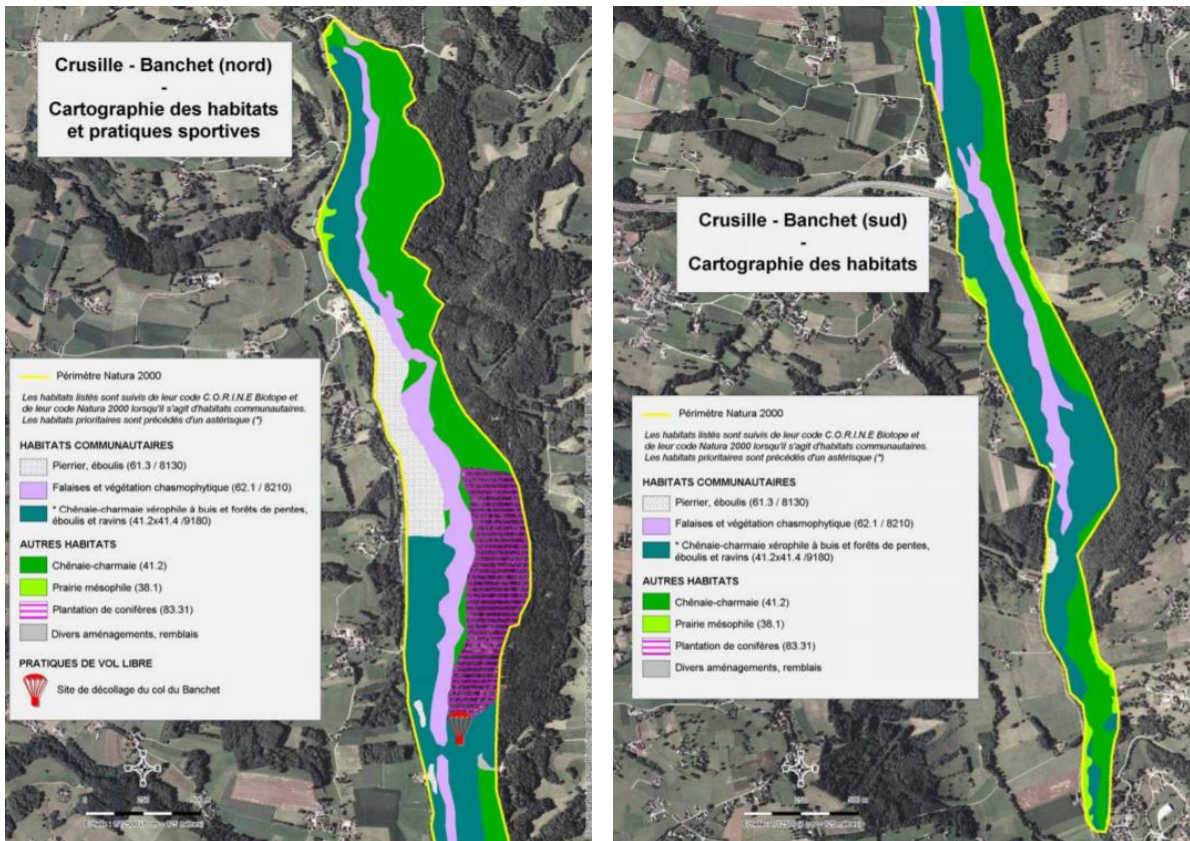 Crusille - Banchet (nord)
-
Cartographie des habitats
et pratiques sportives
Périmètre Natura 2000
Les habitats listés sont suivis de leur code C.O.R.I.N.E Biotope et
de leur code Natura 2000 lorsqu'il s'agit d'habitats communautaires.
Les habitats prioritaires sont précédés d'un astérisque (*)
HABITATS COMMUNAUTAIRES
Pierrier, éboulis (61.3 / 8130)
Falaises et végétation chasmophytique (62.1 / 8210)
* Chênaie-charmaie xérophile à buis et forêts de pentes,
éboulis et ravins (41.2x41.4 /9180)
AUTRES HABITATS
Chênaie-charmaie (41.2)
Prairie mésophile (38.1)
Plantation de conifères (83.31)
Divers aménagements, remblais
PRATIQUES DE VOL LIBRE
Site de décollage du col du Banchet
0 250 500 m
Crusille - Banchet (sud)
-
Cartographie des habitats
Périmètre Natura 2000
Les habitats listés sont suivis de leur code C.O.R.I.N.E Biotope et
de leur code Natura 2000 lorsqu'il s'agit d'habitats communautaires.
Les habitats prioritaires sont précédés d'un astérisque (*)
HABITATS COMMUNAUTAIRES
Pierrier, éboulis (61.3 / 8130)
Falaises et végétation chasmophytique (62.1 / 8210)
* Chênaie-charmaie xérophile à buis et forêts de pentes,
éboulis et ravins (41.2x41.4 /9180)
AUTRES HABITATS
Chênaie-charmaie (41.2)
Prairie mésophile (38.1)
Plantation de conifères (83.31)
Divers aménagements, remblais
250 500 m